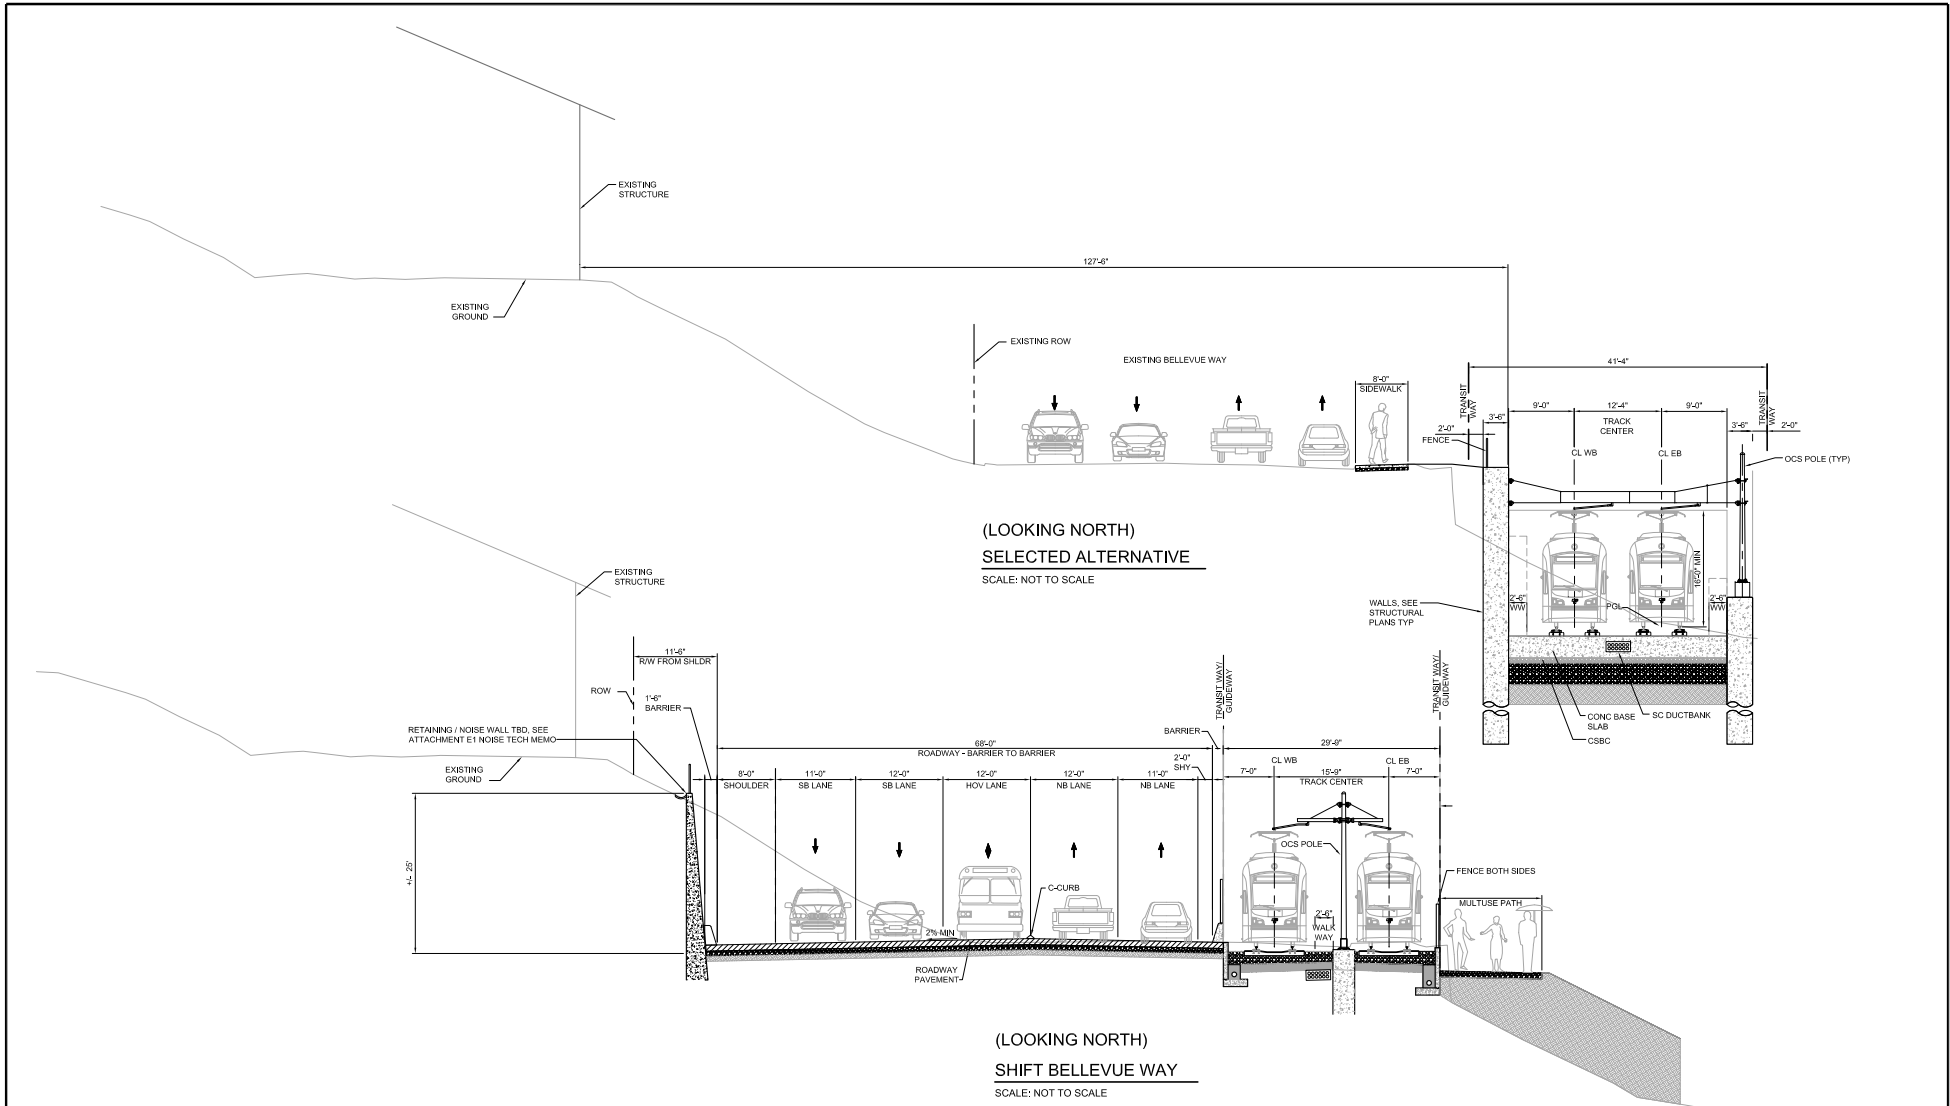 EXISTING
STRUCTURE
127'-6"
EXISTING
GROUND
EXISTING ROW
EXISTING BELLEVUE WAY
8'-0"
SIDEWALK
41'-4"
TRANSIT
WAY
TRANSIT
WAY
3'-6"
9'-0"
12'-4"
9'-0"
TRACK
CENTER
3'-6"
2'-0"
2'-0"
FENCE
CL WB
CL EB
OCS POLE (TYP)
16'-0" MIN
(LOOKING NORTH)
SELECTED ALTERNATIVE
SCALE: NOT TO SCALE
WALLS, SEE
STRUCTURAL
PLANS TYP
2'-6"
WW
PGL
2'-6"
WW
CONC BASE
SLAB
SC DUCTBANK
CSBC
EXISTING
STRUCTURE
11'-6"
R/W FROM SHLDR
ROW
1'-6"
BARRIER
RETAINING / NOISE WALL TBD, SEE
ATTACHMENT E1 NOISE TECH MEMO
EXISTING
GROUND
68'-0"
ROADWAY - BARRIER TO BARRIER
BARRIER
2'-0"
SHY
TRANSIT WAY/
GUIDEWAY
TRANSIT WAY/
GUIDEWAY
29'-9"
8'-0"
SHOULDER
11'-0"
SB LANE
12'-0"
SB LANE
12'-0"
HOV LANE
12'-0"
NB LANE
11'-0"
NB LANE
7'-0"
CL WB
15'-9"
TRACK CENTER
CL EB
7'-0"
+/- 25'
OCS POLE
C-CURB
FENCE BOTH SIDES
MULTUSE PATH
2'-6"
WALK
WAY
2% MIN
ROADWAY
PAVEMENT
(LOOKING NORTH)
SHIFT BELLEVUE WAY
SCALE: NOT TO SCALE